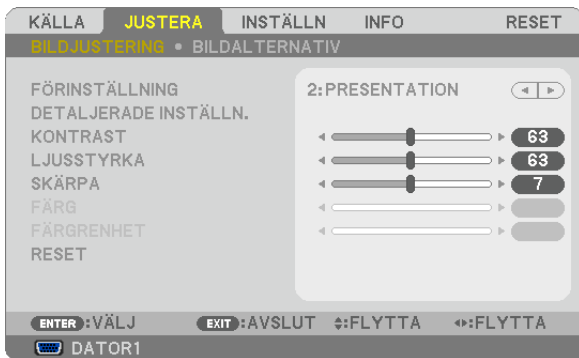 KÄLLA JUSTERA INSTÄLLN INFO RESET
BILDJUSTERING • BILDALTERNATIV
FÖRINSTÄLLNING 2:PRESENTATION
DETALJERADE INSTÄLLN.
KONTRAST 63
LJUSSTYRKA 63
SKÄRPA 7
FÄRG
FÄRGRENHET
RESET
ENTER :VÄLJ EXIT :AVSLUT :FLYTTA :FLYTTA
DATOR1